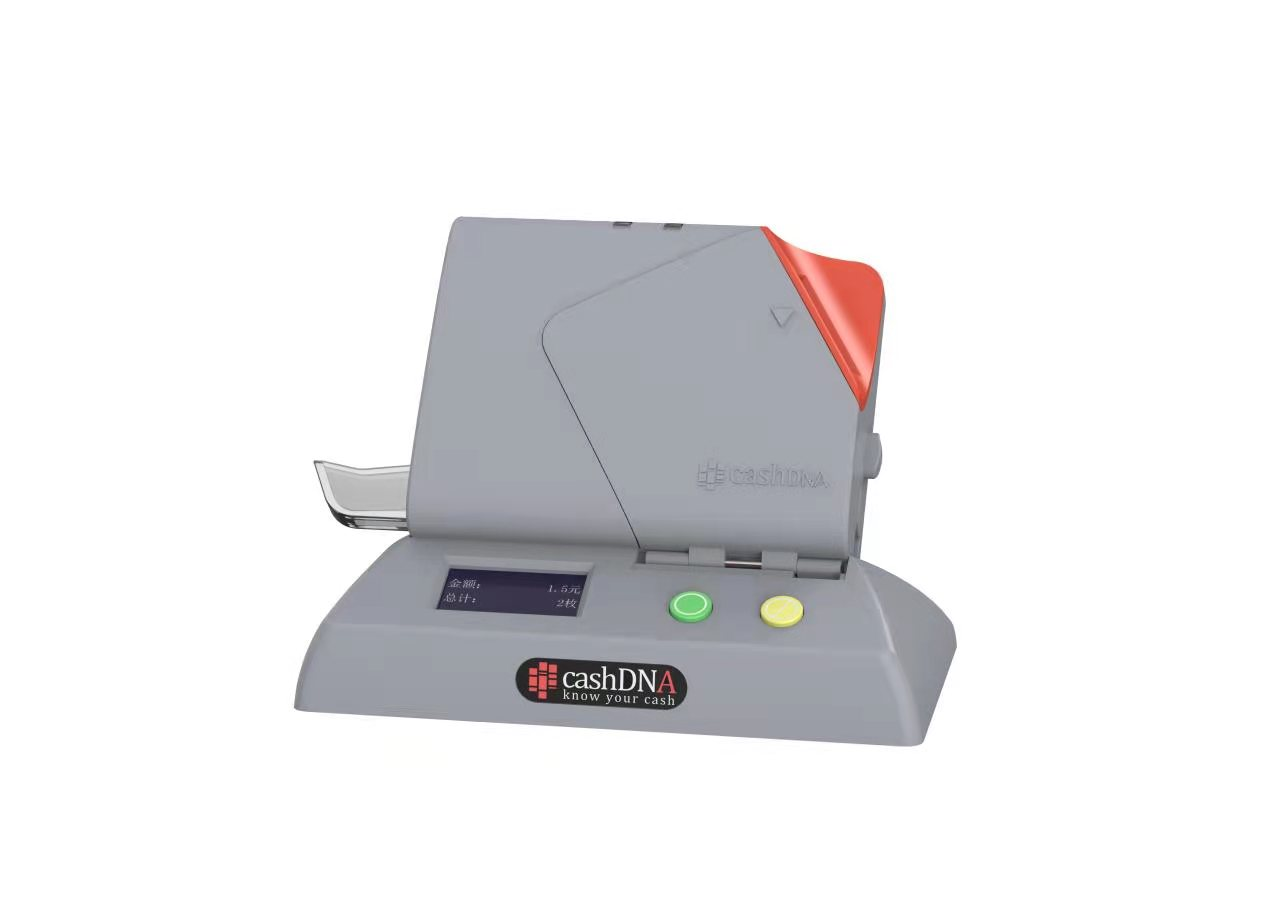 cashDNA
金额: 1.5元
总计: 2枚
cashDNA
know your cash